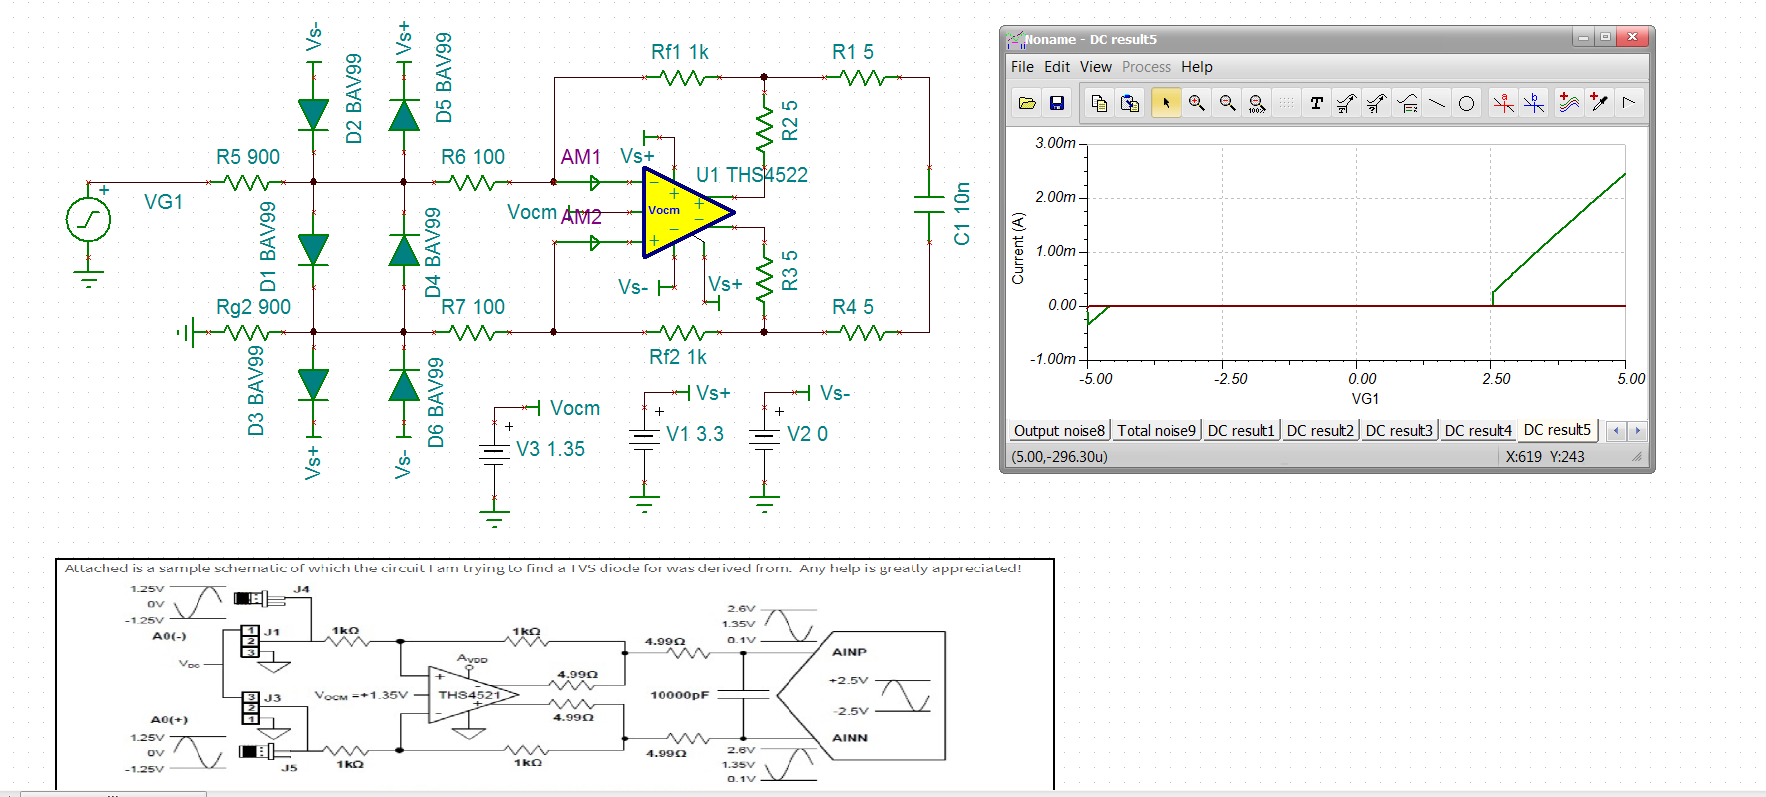 Vs-
Vs+
D2 BAV99
D5 BAV99
Rf1 1k
R1 5
R2 5
R5 900
R6 100
AM1
Vs+
U1 THS4522
VG1
+
Vocm
AM2
Vocm
−
+
+
−
+
C1 10n
D1 BAV99
D4 BAV99
Vs-
Vs+
R3 5
Rg2 900
R7 100
R4 5
Rf2 1k
D3 BAV99
D6 BAV99
Vs+
Vs-
Vocm
+
V3 1.35
Vs+
+
V1 3.3
Vs-
+
V2 0
Noname - DC result5
File Edit View Process Help
100%
T
a
b
3.00m
2.00m
1.00m
0.00
-1.00m
Current (A)
-5.00
-2.50
0.00
2.50
5.00
VG1
Output noise8
Total noise9
DC result1
DC result2
DC result3
DC result4
DC result5
(5.00,-296.30u)
X:619 Y:243
Attached is a sample schematic of which the circuit I am trying to find a TVS diode for was derived from. Any help is greatly appreciated!
1.25V
0V
-1.25V
J4
A0(-)
1
2
3
J1
1kΩ
1kΩ
VDC
AVDD
VOCM =+1.35V
THS4521
+
−
−
+
4.99Ω
4.99Ω
4.99Ω
4.99Ω
10000pF
3
2
1
J3
A0(+)
1.25V
0V
-1.25V
J5
1kΩ
1kΩ
2.6V
1.35V
0.1V
AINP
+2.5V
-2.5V
AINN
2.6V
1.35V
0.1V